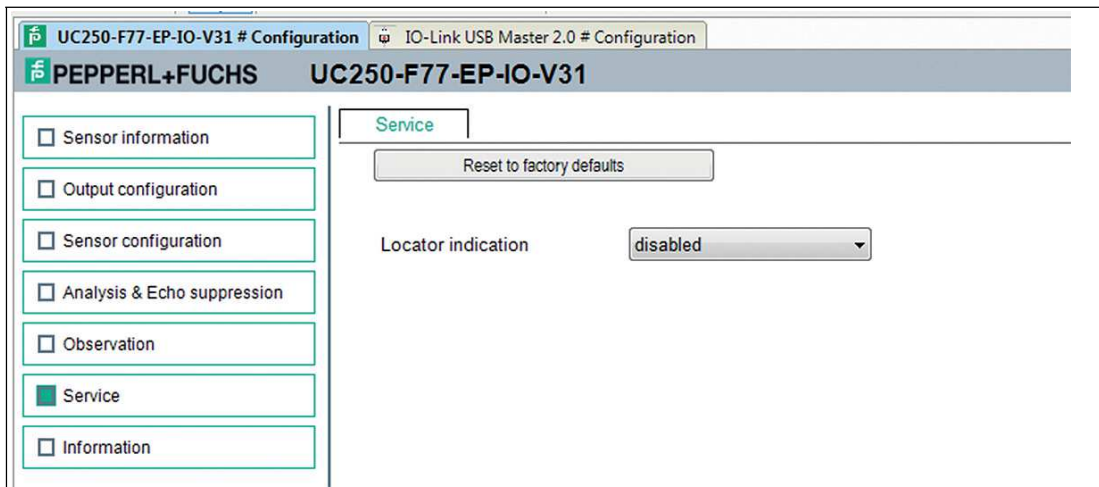 UC250-F77-EP-IO-V31 # Configuration
IO-Link USB Master 2.0 # Configuration
PEPPERL+FUCHS UC250-F77-EP-IO-V31
Sensor information
Output configuration
Sensor configuration
Analysis & Echo suppression
Observation
Service
Information
Service
Reset to factory defaults
Locator indication disabled